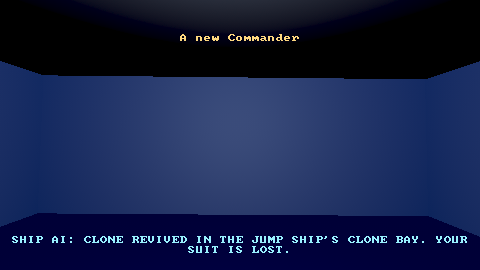 A new Commander
SHIP AI: CLONE REVIVED IN THE JUMP SHIP'S CLONE BAY. YOUR
SUIT IS LOST.